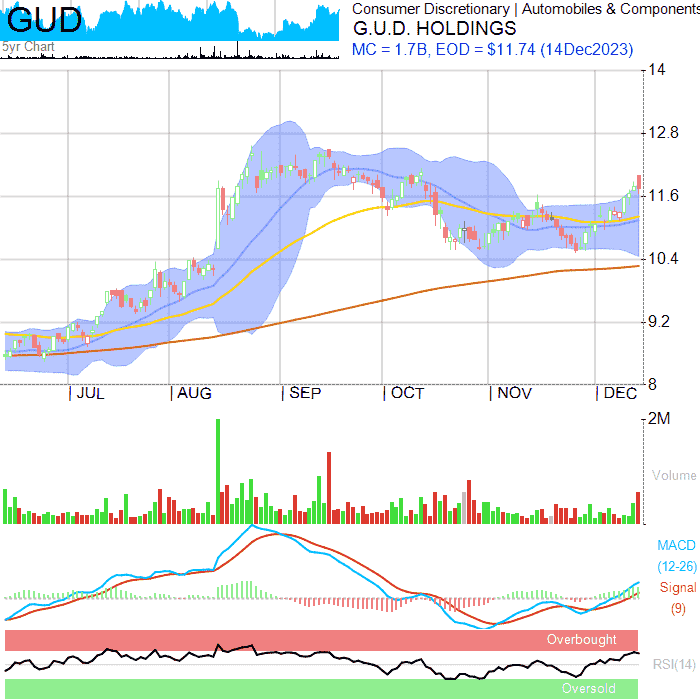 GUD
5yr Chart
Consumer Discretionary | Automobiles & Components
G.U.D. HOLDINGS
MC = 1.7B, EOD = $11.74 (14Dec2023)
14
12.8
11.6
10.4
9.2
8
| JUL | AUG | SEP | OCT | NOV | DEC
2M
Volume
MACD
(12-26)
Signal
(9)
Overbought
RSI(14)
Oversold